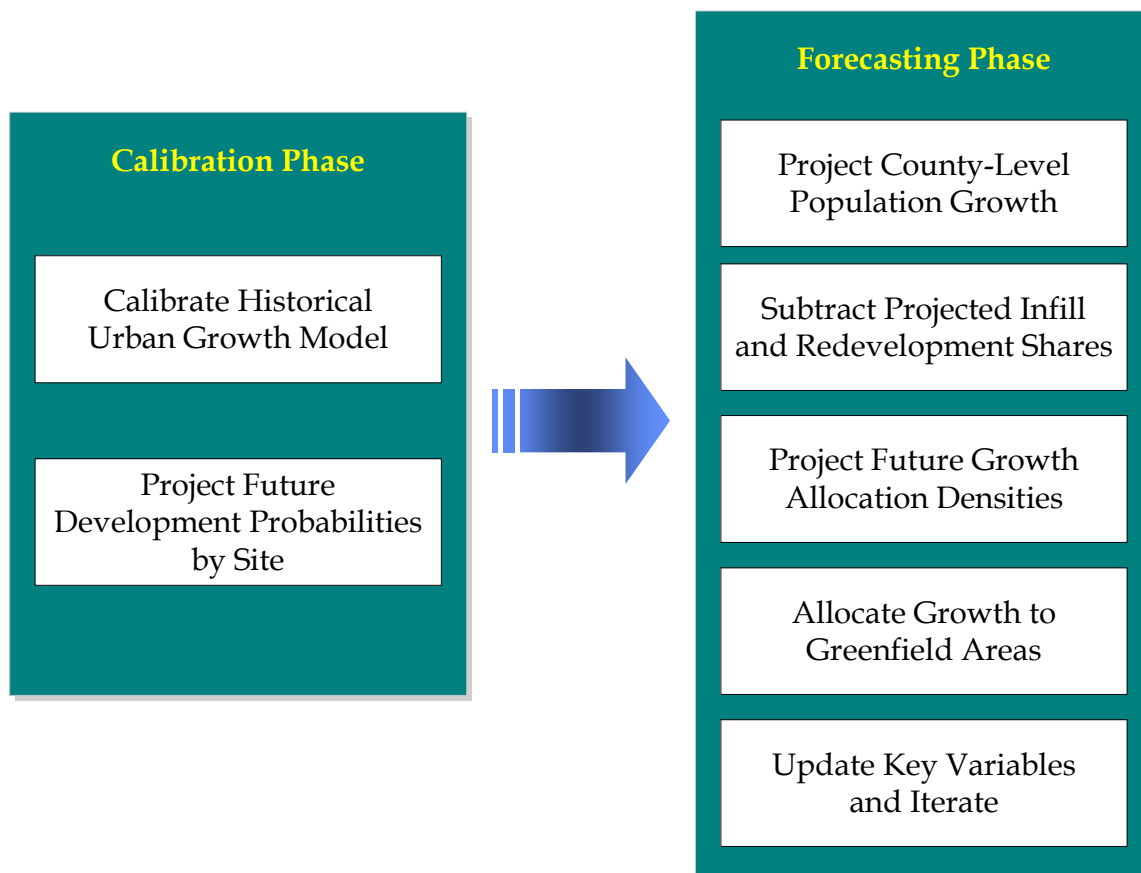 Calibration Phase
Calibrate Historical
Urban Growth Model
Project Future
Development Probabilities
by Site
Forecasting Phase
Project County-Level
Population Growth
Subtract Projected Infill
and Redevelopment Shares
Project Future Growth
Allocation Densities
Allocate Growth to
Greenfield Areas
Update Key Variables
and Iterate